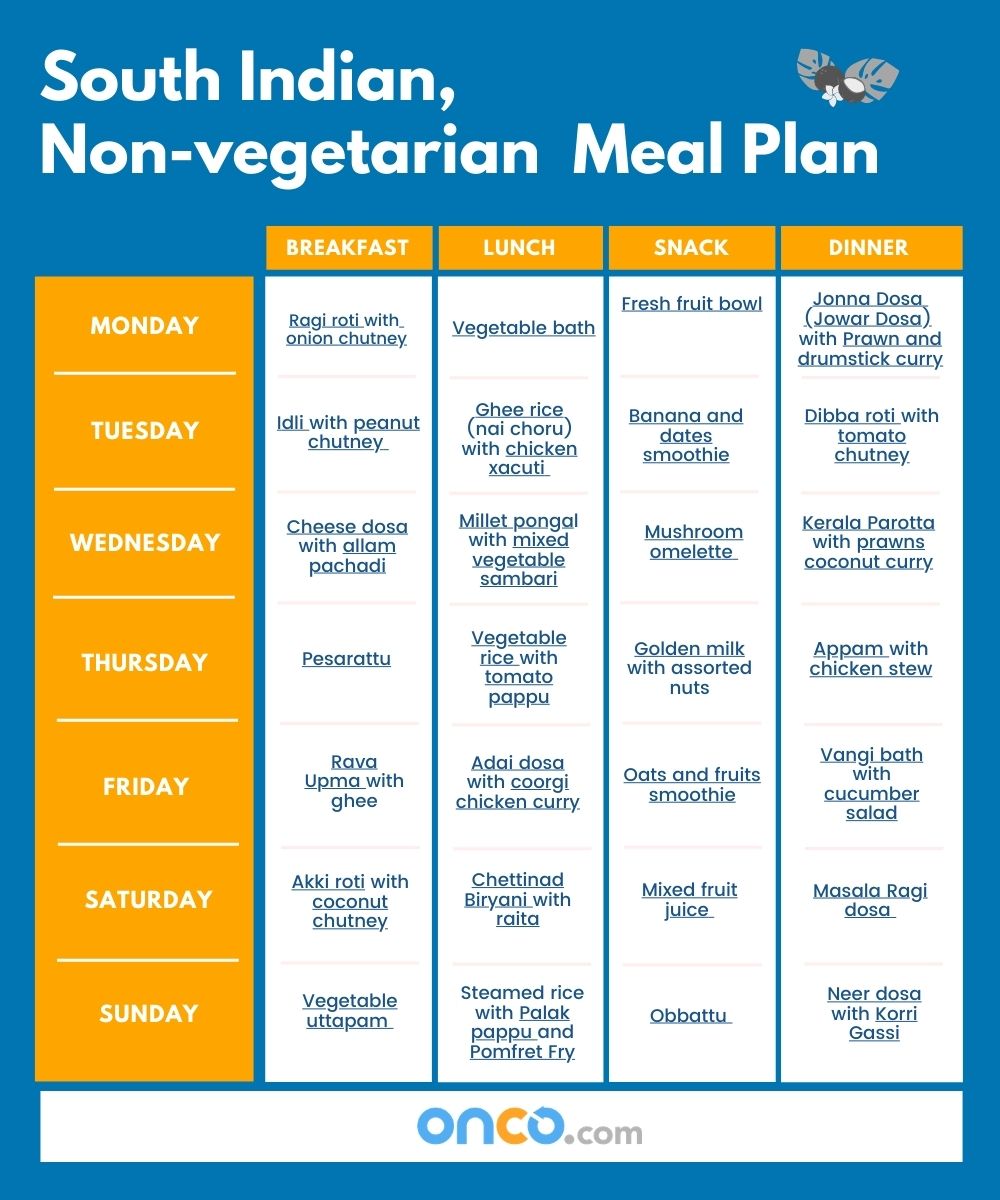 South Indian,
Non-vegetarian Meal Plan
BREAKFAST
LUNCH
SNACK
DINNER
MONDAY
Ragi roti with
onion chutney
Vegetable bath
Fresh fruit bowl
Jonna Dosa
(Jowar Dosa)
with Prawn and
drumstick curry
TUESDAY
Idli with peanut
chutney
Ghee rice
(nai choru)
with chicken
xacuti
Banana and
dates
smoothie
Dibba roti with
tomato
chutney
WEDNESDAY
Cheese dosa
with allam
pachadi
Millet pongal
with mixed
vegetable
sambari
Mushroom
omelette
Kerala Parotta
with prawns
coconut curry
THURSDAY
Pesarattu
Vegetable
rice with
tomato
pappu
Golden milk
with assorted
nuts
Appam with
chicken stew
FRIDAY
Rava
Upma with
ghee
Adai dosa
with coorgi
chicken curry
Oats and fruits
smoothie
Vangi bath
with
cucumber
salad
SATURDAY
Akki roti with
coconut
chutney
Chettinad
Biryani with
raita
Mixed fruit
juice
Masala Ragi
dosa
SUNDAY
Vegetable
uttapam
Steamed rice
with Palak
pappu and
Pomfret Fry
Obbattu
Neer dosa
with Korri
Gassi
onco.com